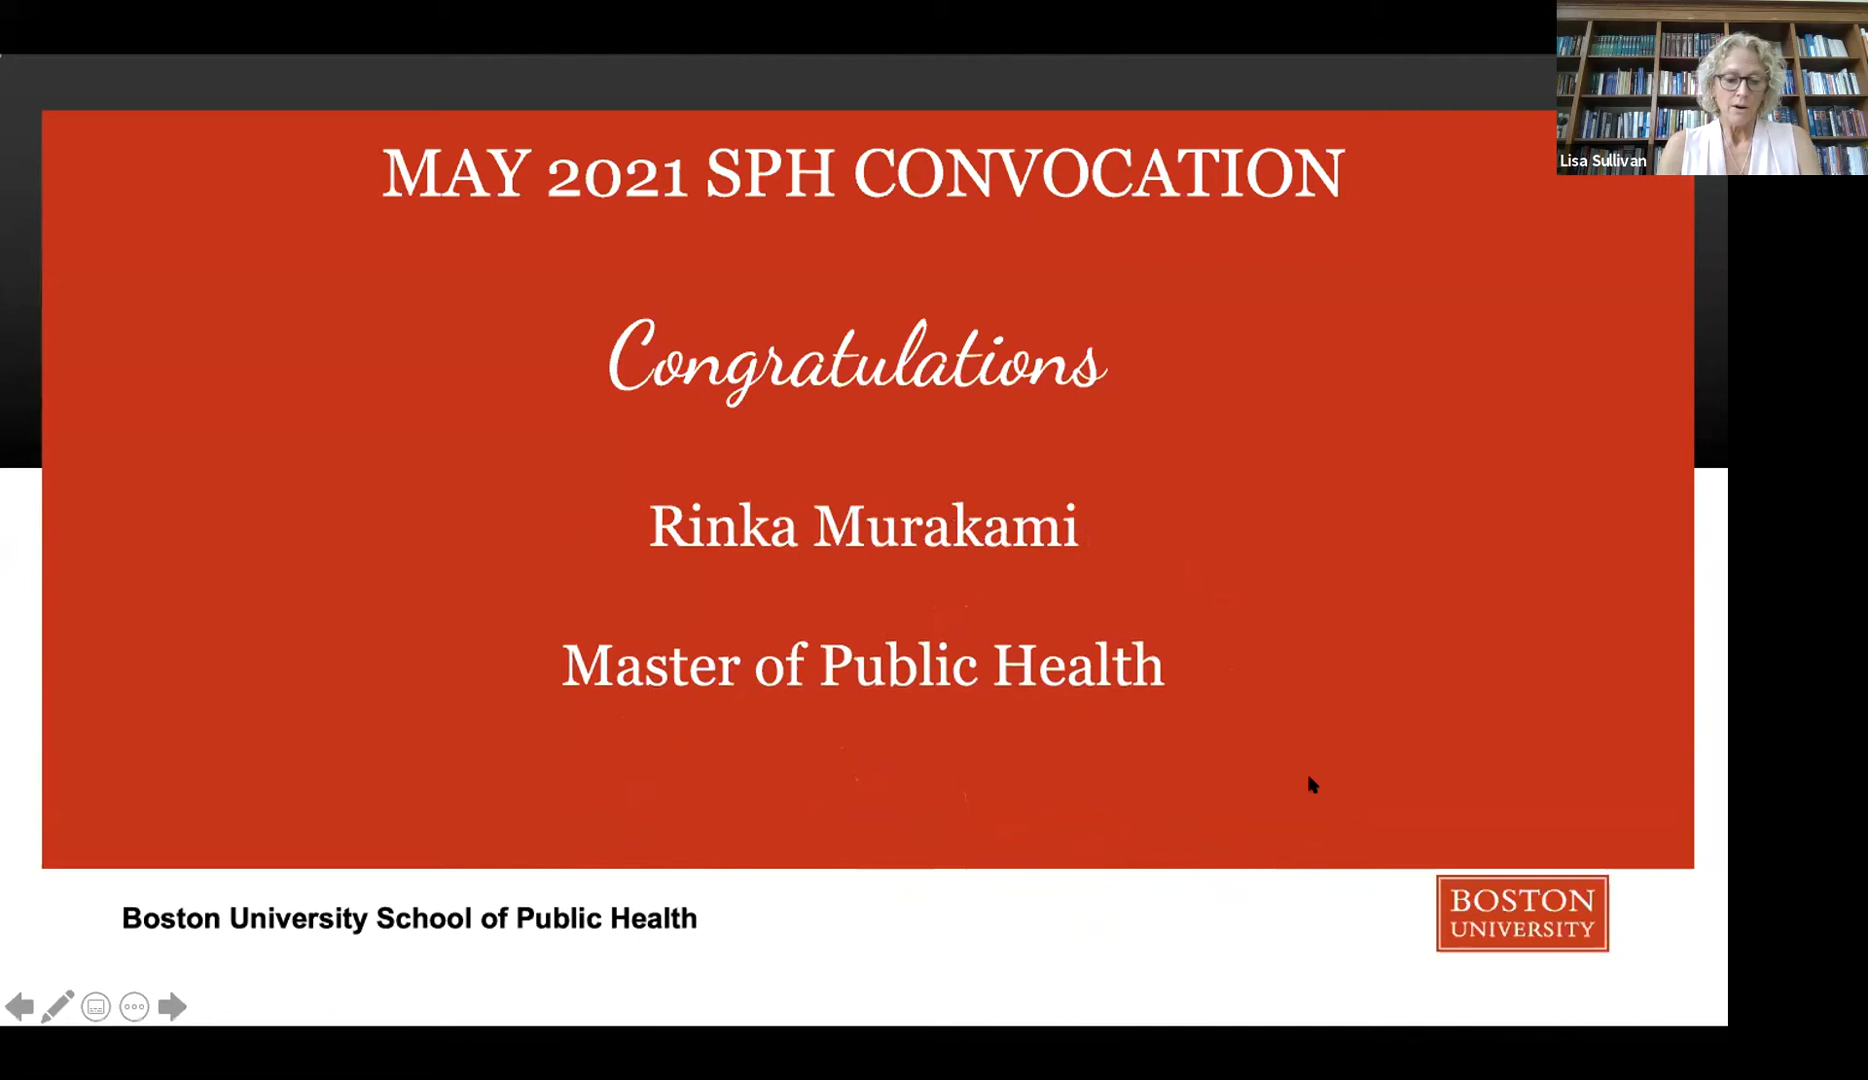 Lisa Sullivan
MAY 2021 SPH CONVOCATION
Congratulations
Rinka Murakami
Master of Public Health
Boston University School of Public Health
BOSTON
UNIVERSITY